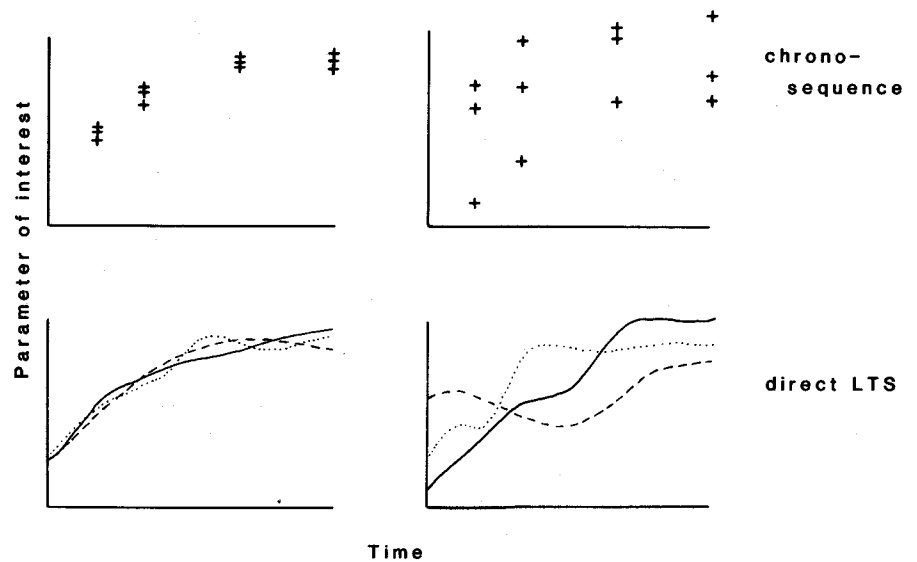 chrono-
sequence
Parameter of interest
direct LTS
Time